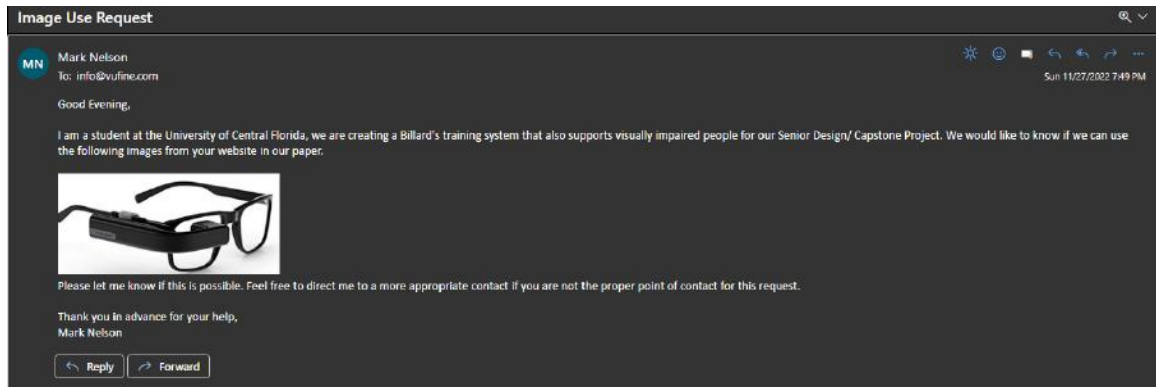 Image Use Request
MN
Mark Nelson
To: info@vufine.com
Sun 11/27/2022 7:49 PM
Good Evening,
I am a student at the University of Central Florida, we are creating a Billard's training system that also supports visually impaired people for our Senior Design/ Capstone Project. We would like to know if we can use
the following images from your website in our paper.
Please let me know if this is possible. Feel free to direct me to a more appropriate contact if you are not the proper point of contact for this request.
Thank you in advance for your help,
Mark Nelson
Reply
Forward